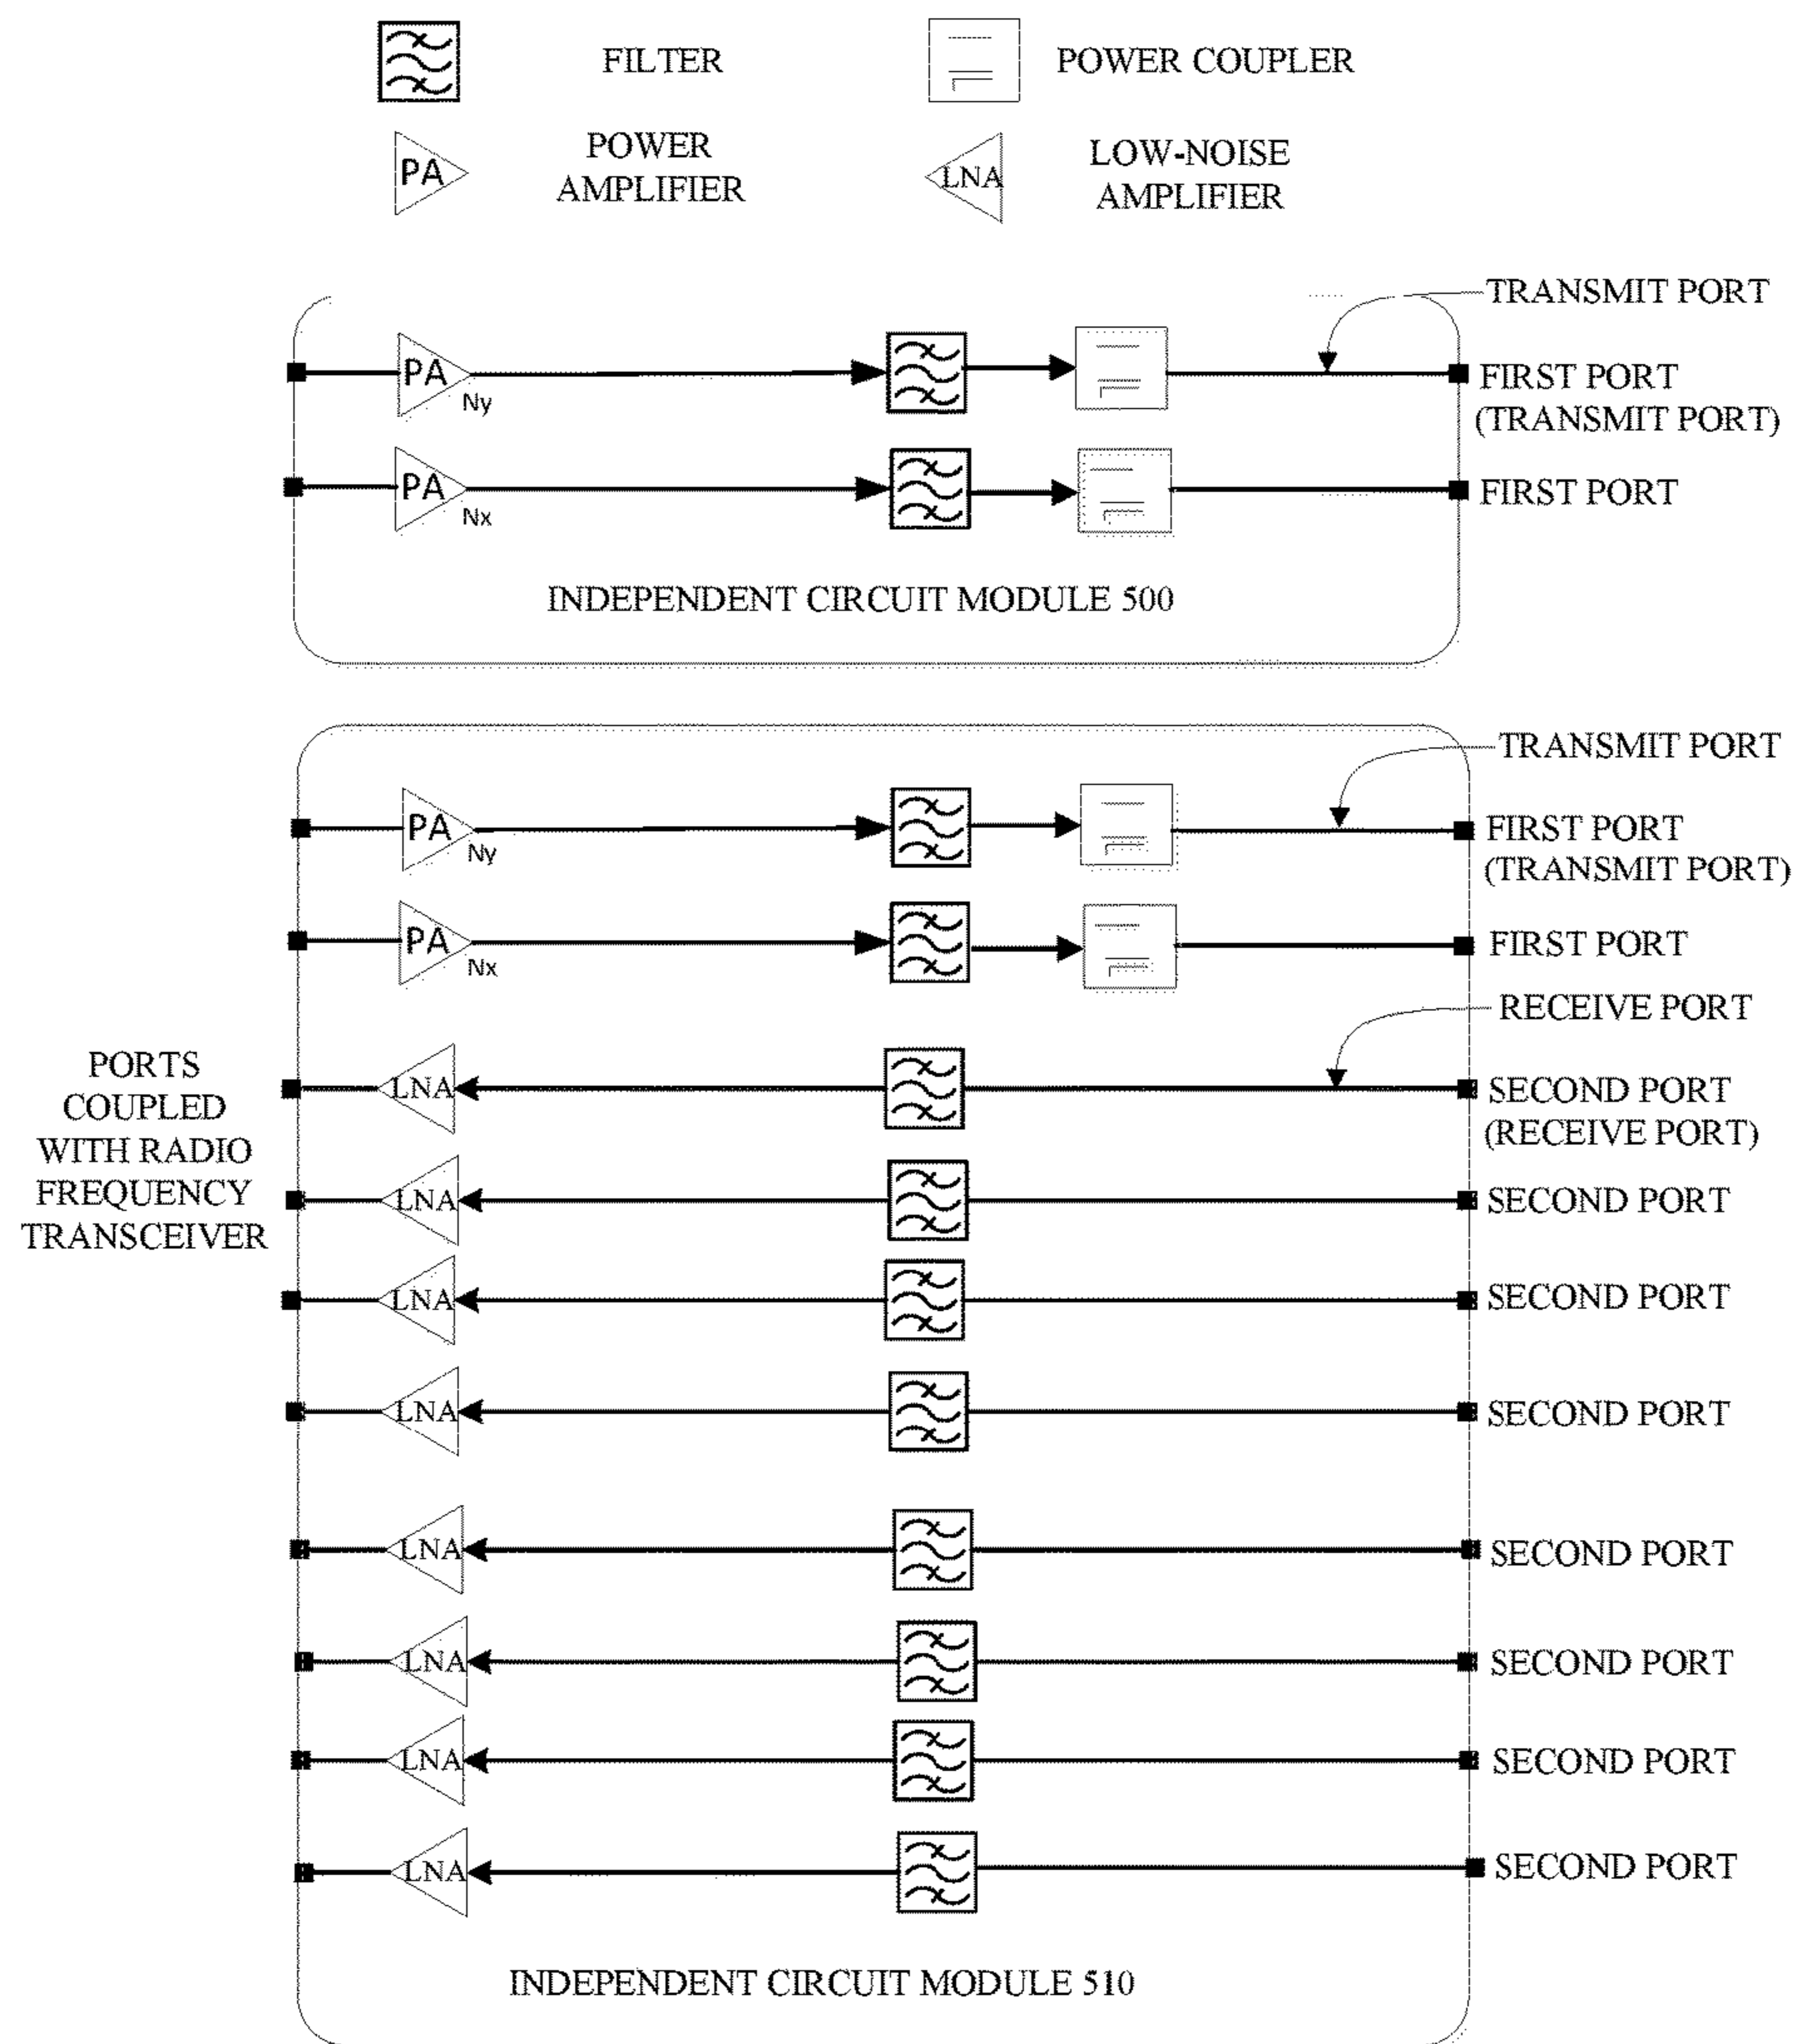 FILTER
POWER COUPLER
PA
POWER
AMPLIFIER
LNA
LOW-NOISE
AMPLIFIER
TRANSMIT PORT
PA
Ny
FIRST PORT
(TRANSMIT PORT)
PA
Nx
FIRST PORT
INDEPENDENT CIRCUIT MODULE 500
TRANSMIT PORT
PA
Ny
FIRST PORT
(TRANSMIT PORT)
PA
Nx
FIRST PORT
RECEIVE PORT
PORTS
COUPLED
WITH RADIO
FREQUENCY
TRANSCEIVER
LNA
SECOND PORT
(RECEIVE PORT)
LNA
SECOND PORT
LNA
SECOND PORT
LNA
SECOND PORT
LNA
SECOND PORT
LNA
SECOND PORT
LNA
SECOND PORT
LNA
SECOND PORT
INDEPENDENT CIRCUIT MODULE 510